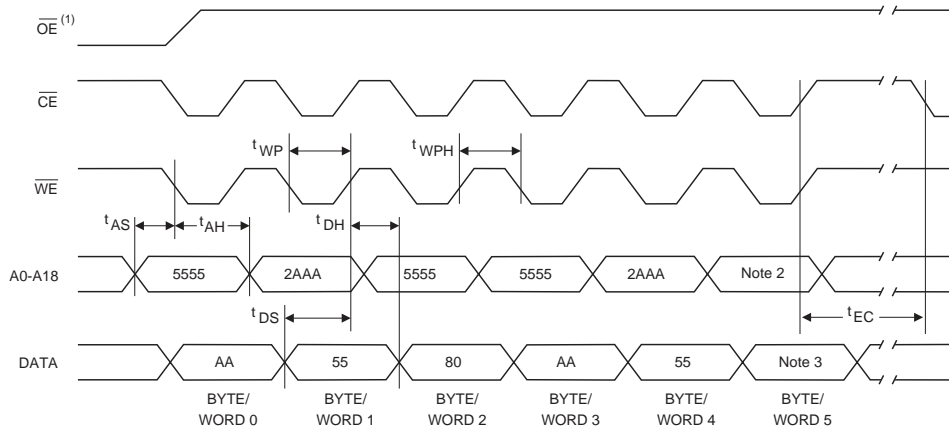 OE (1)
CE
t WP
t WPH
WE
t AS
t AH
t DH
A0-A18
5555
2AAA
5555
5555
2AAA
Note 2
t DS
t EC
DATA
AA
55
80
AA
55
Note 3
BYTE/
WORD 0
BYTE/
WORD 1
BYTE/
WORD 2
BYTE/
WORD 3
BYTE/
WORD 4
BYTE/
WORD 5